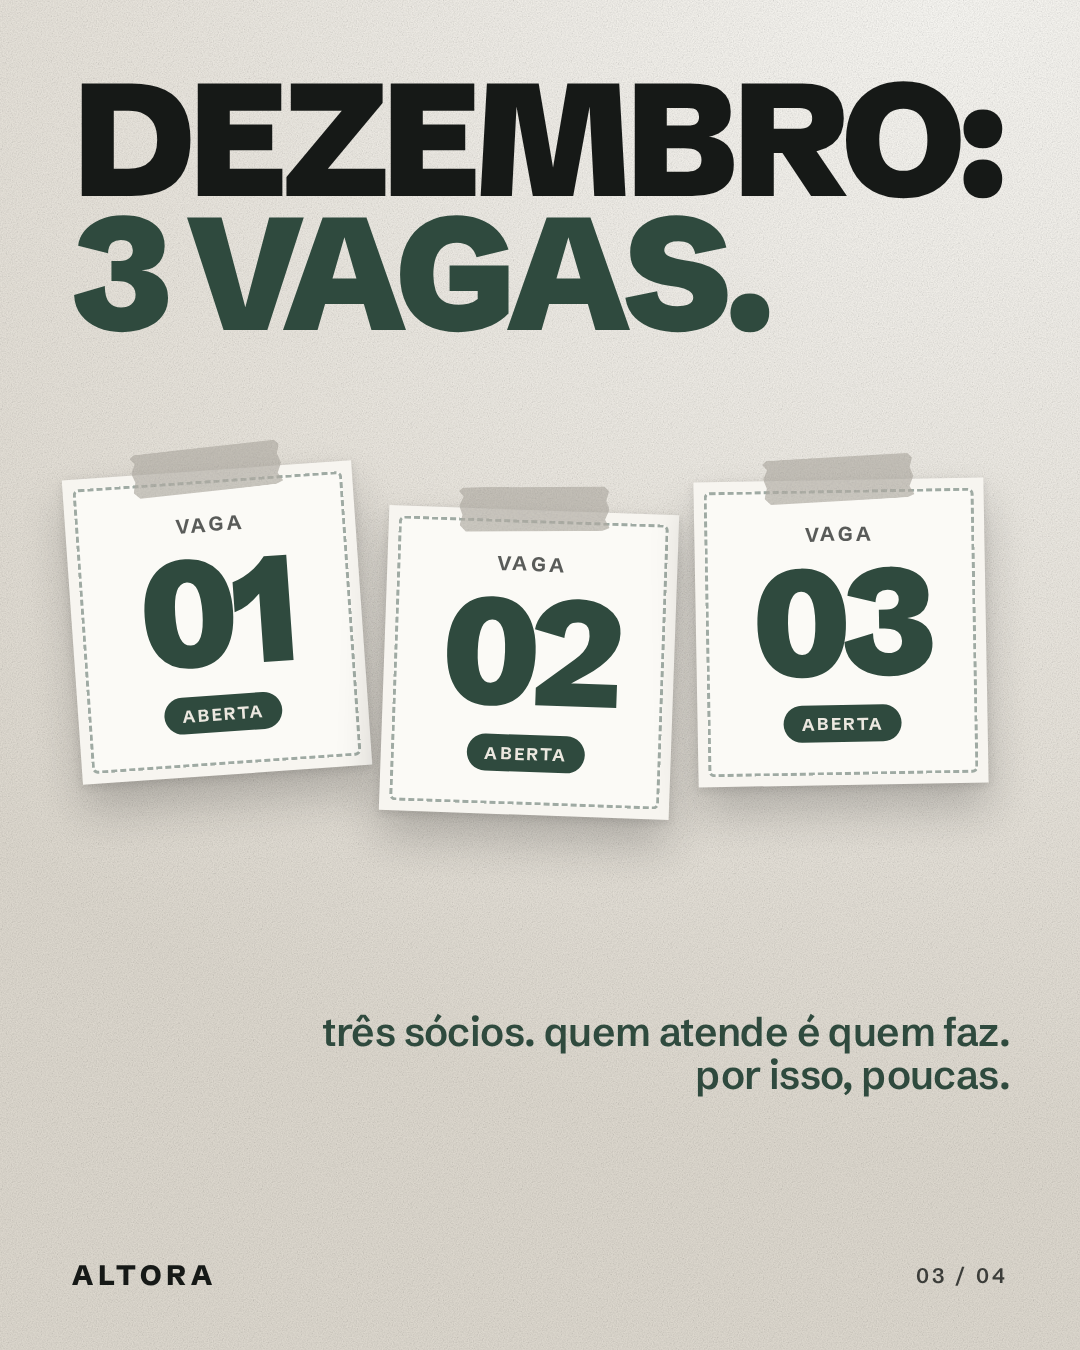 DEZEMBRO:
3 VAGAS.
VAGA
01
ABERTA
VAGA
02
ABERTA
VAGA
03
ABERTA
três sócios. quem atende é quem faz.
por isso, poucas.
ALTORA
03 / 04